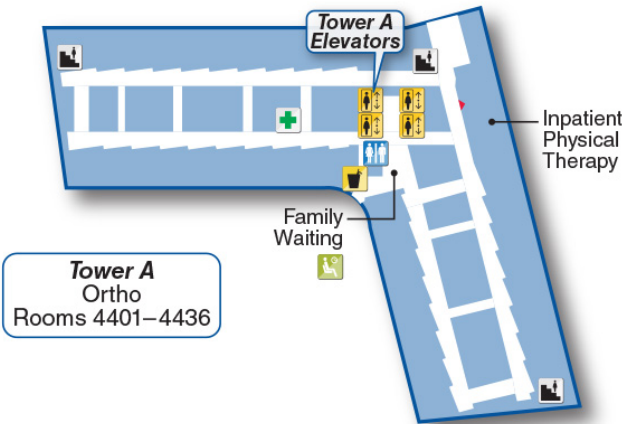 Tower A
Elevators
Inpatient
Physical
Therapy
Family
Waiting
Tower A
Ortho
Rooms 4401–4436